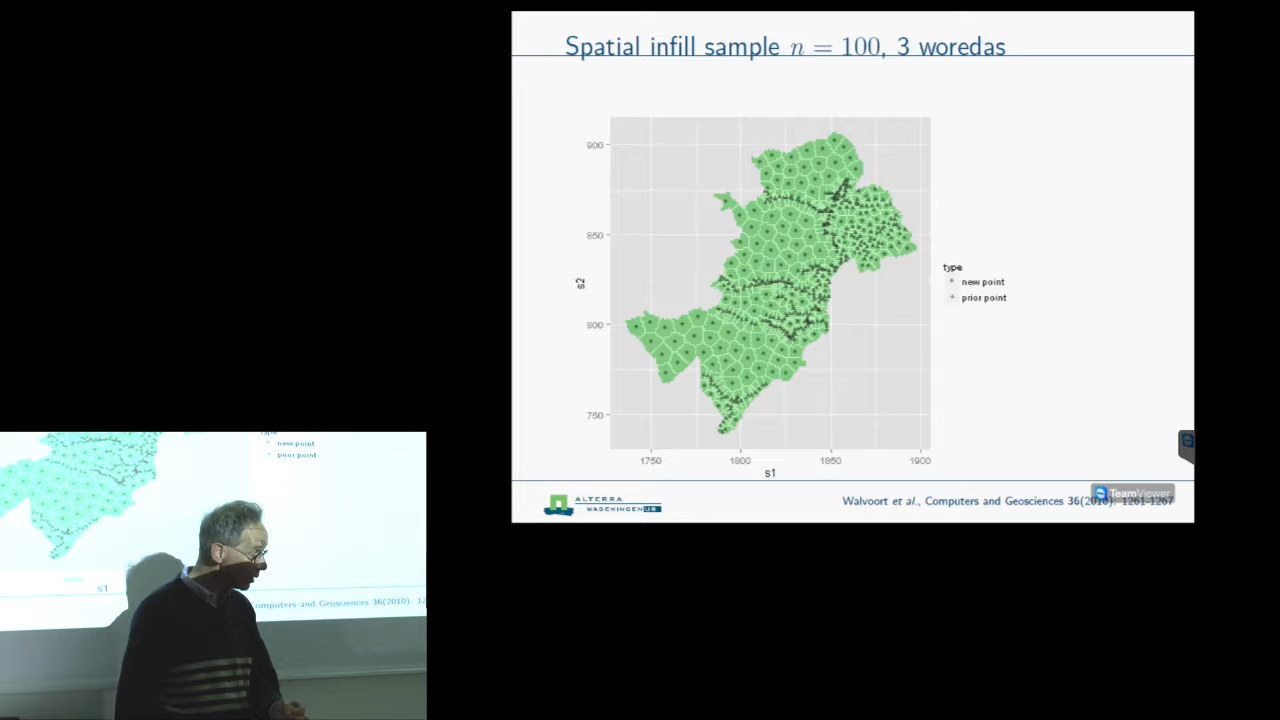 Spatial infill sample n = 100, 3 woredas
900
850
800
750
s2
1750
1800
1850
1900
s1
type
new point
prior point
ALTERRA
WAGENINGEN UR
TeamViewer
Walvoort et al., Computers and Geosciences 36(2010): 1261-1267
new point
prior point
s1
omputers and Geosciences 36(2010): 12